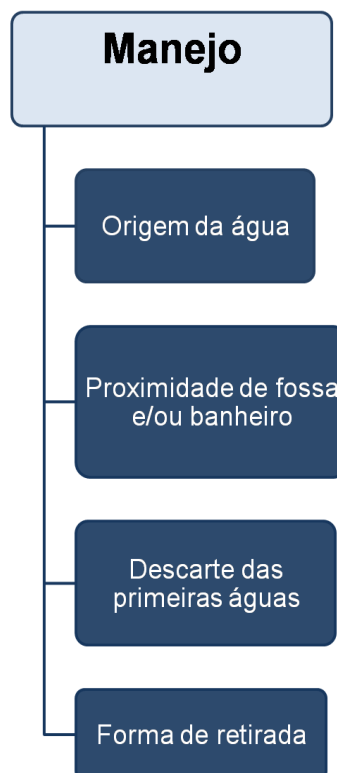 Manejo
Origem da água
Proximidade de fossa
e/ou banheiro
Descarte das
primeiras águas
Forma de retirada